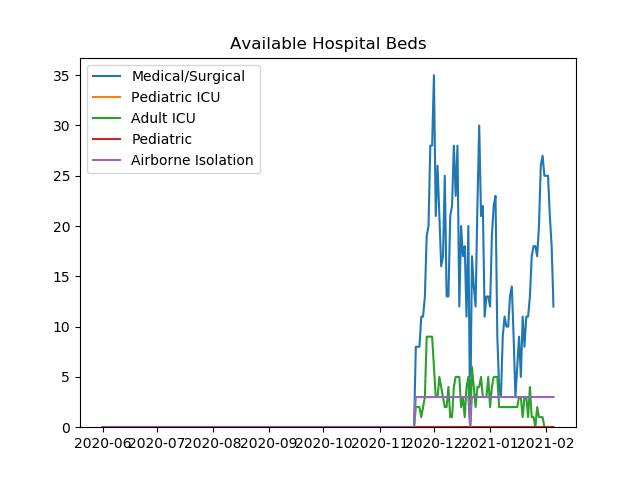 Available Hospital Beds
Medical/Surgical
Pediatric ICU
Adult ICU
Pediatric
Airborne Isolation
35
30
25
20
15
10
5
0
2020-06 2020-07 2020-08 2020-09 2020-10 2020-11 2020-12 2021-01 2021-02